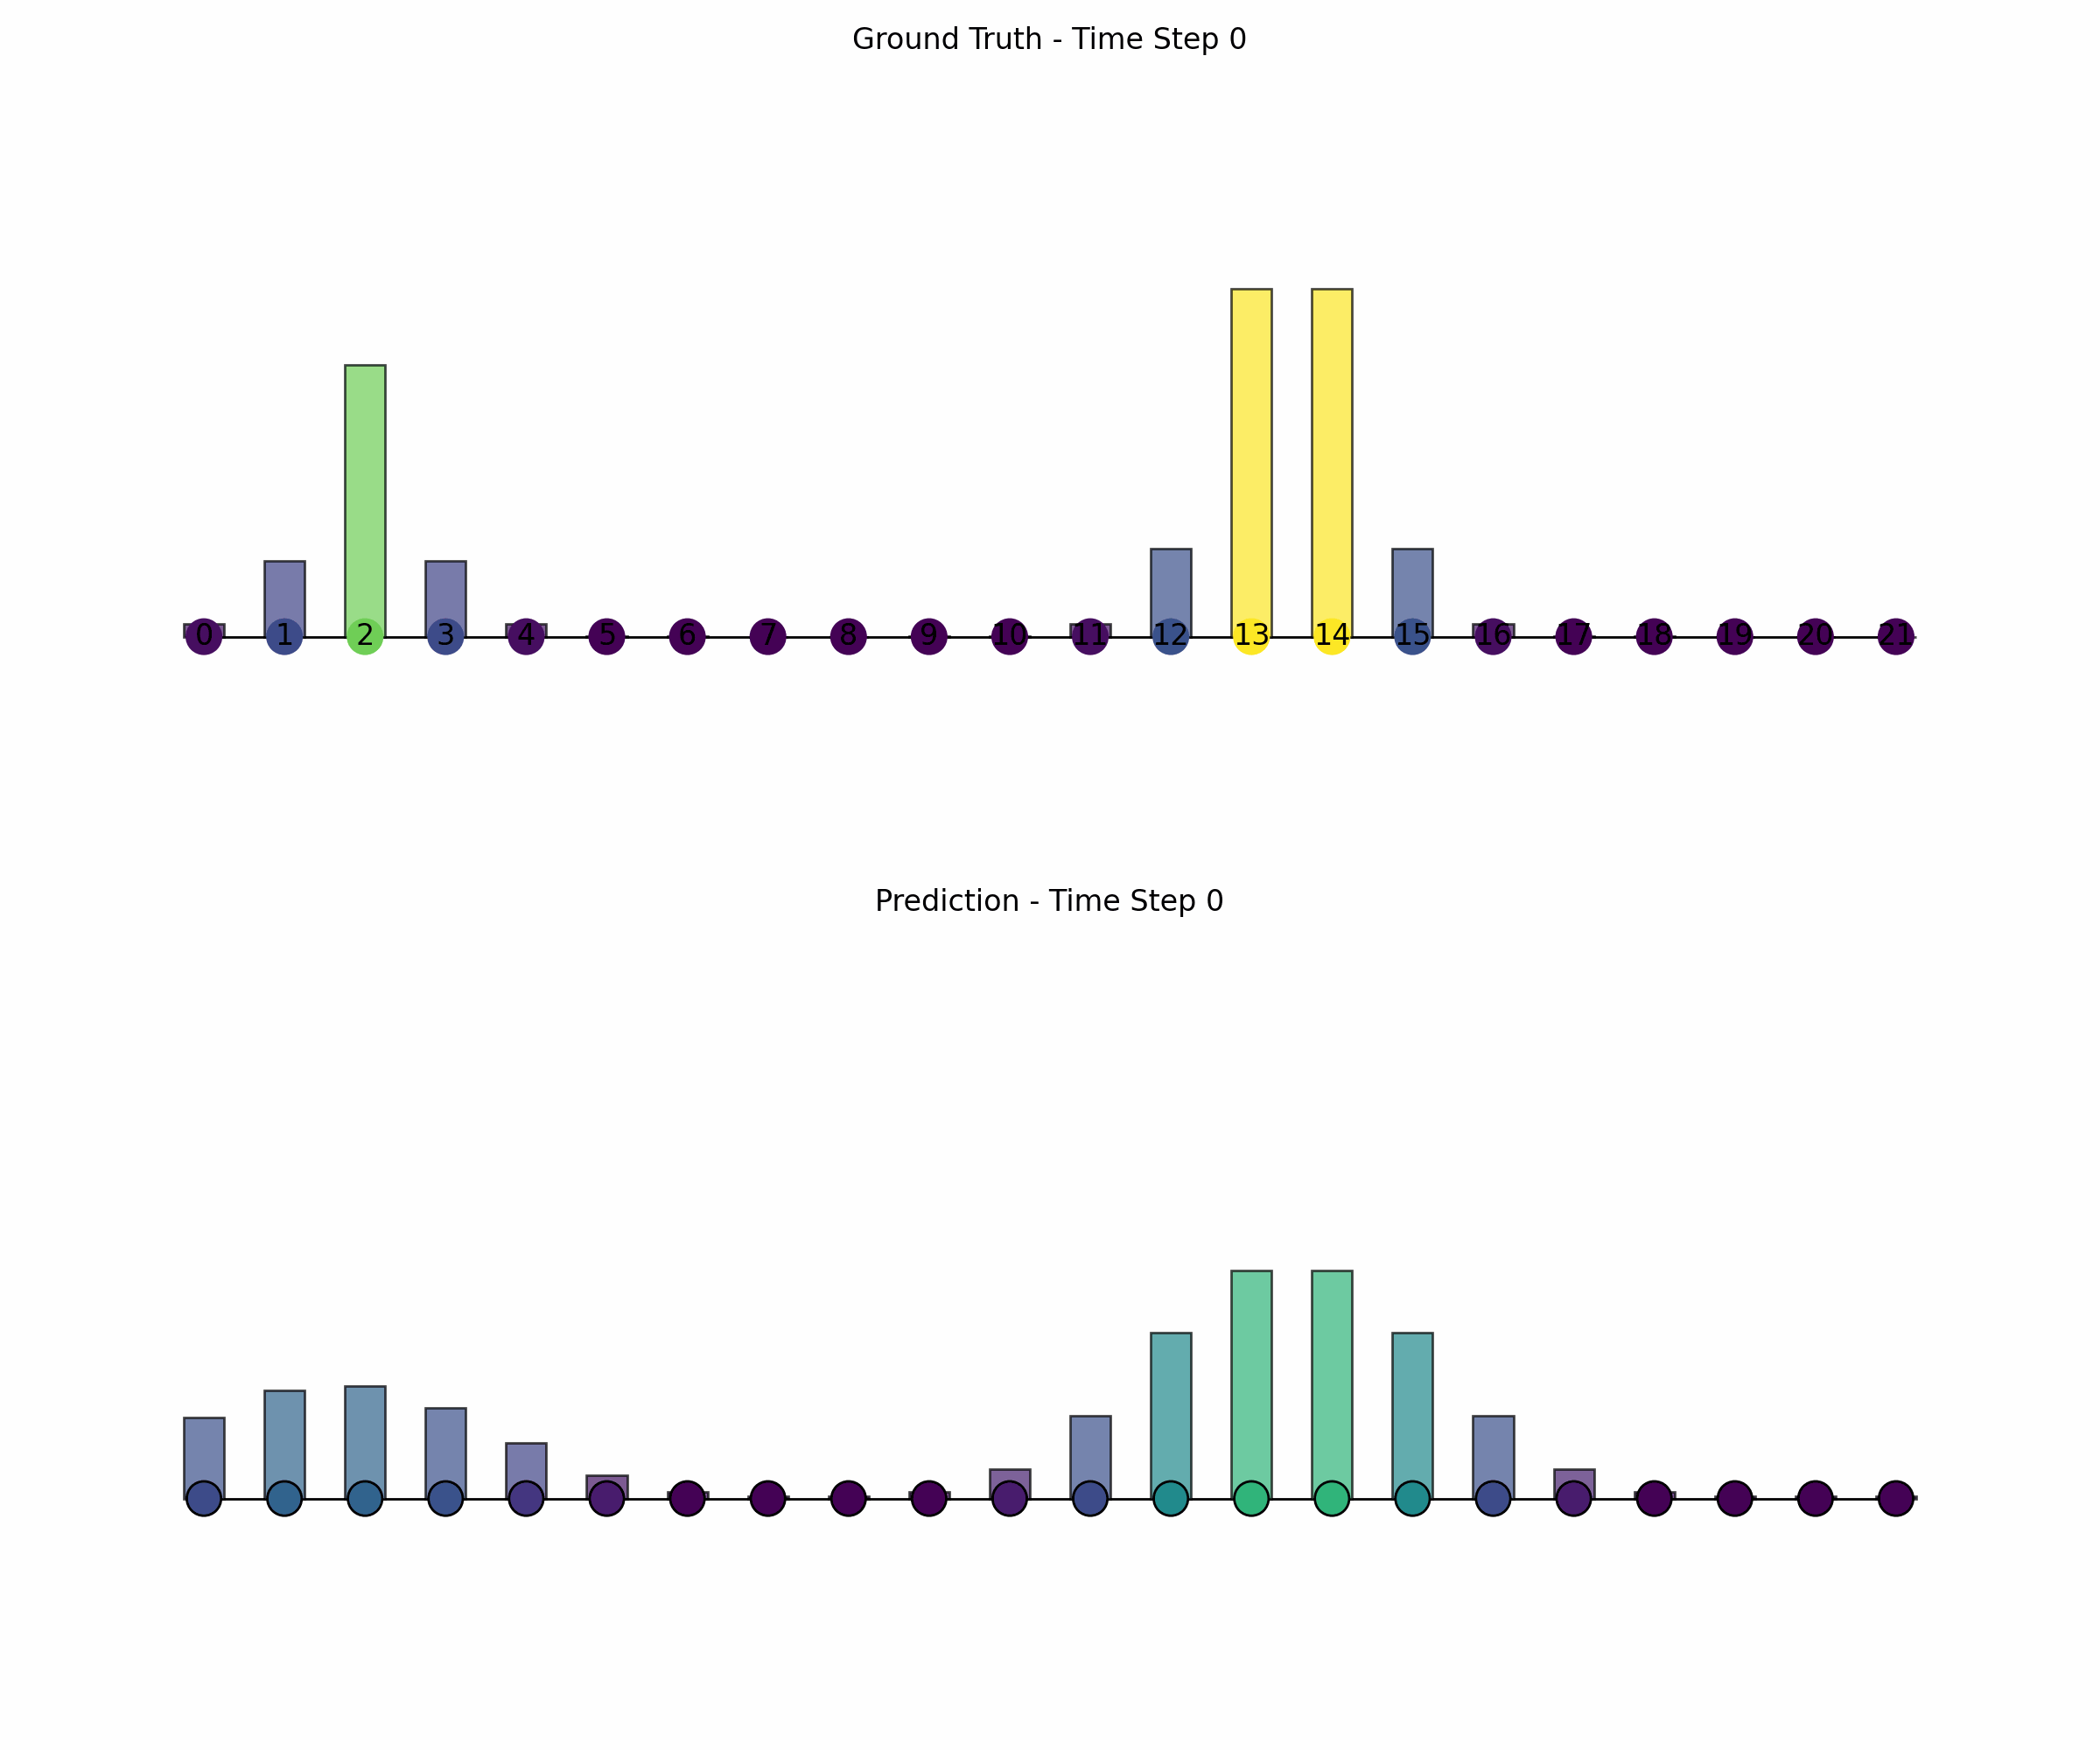 Ground Truth - Time Step 0
0 1 2 3 4 5 6 7 8 9 10 11 12 13 14 15 16 17 18 19 20 21
Prediction - Time Step 0